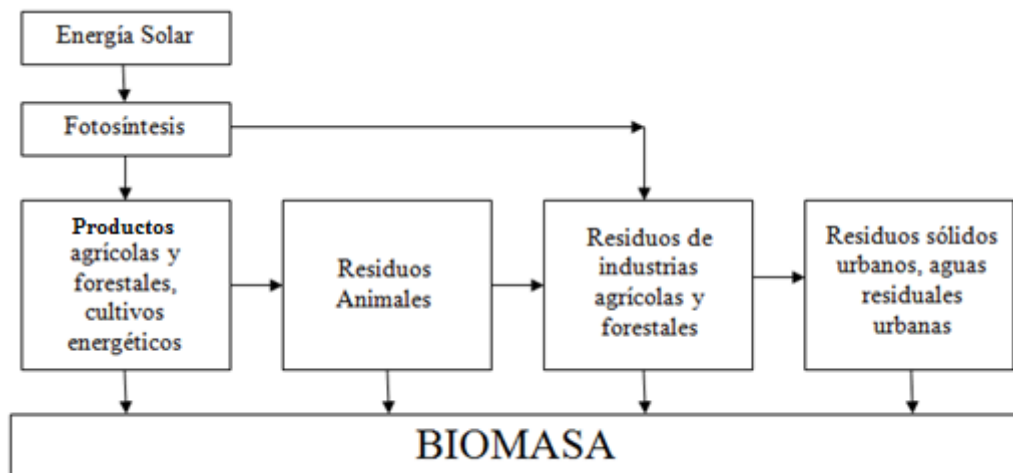 Energía Solar
Fotosíntesis
Productos
agrícolas y
forestales,
cultivos
energéticos
Residuos
Animales
Residuos de
industrias
agrícolas y
forestales
Residuos sólidos
urbanos, aguas
residuales
urbanas
BIOMASA